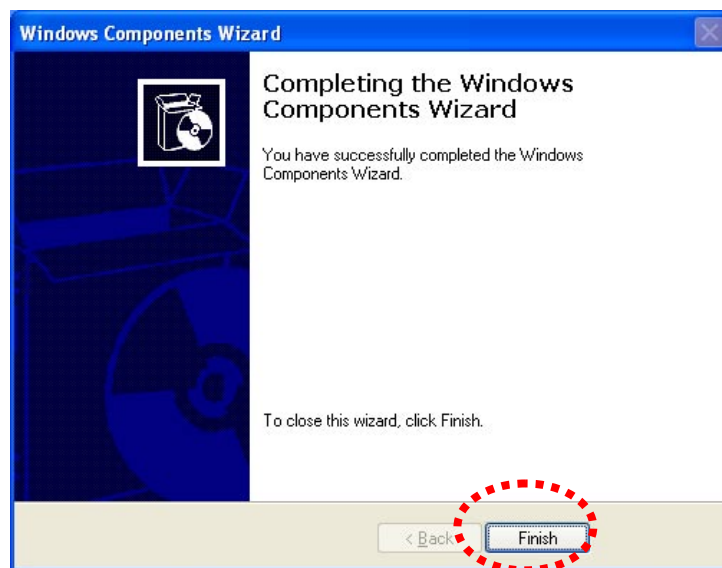 Windows Components Wizard
Completing the Windows
Components Wizard
You have successfully completed the Windows
Components Wizard.
To close this wizard, click Finish.
< Back
Finish